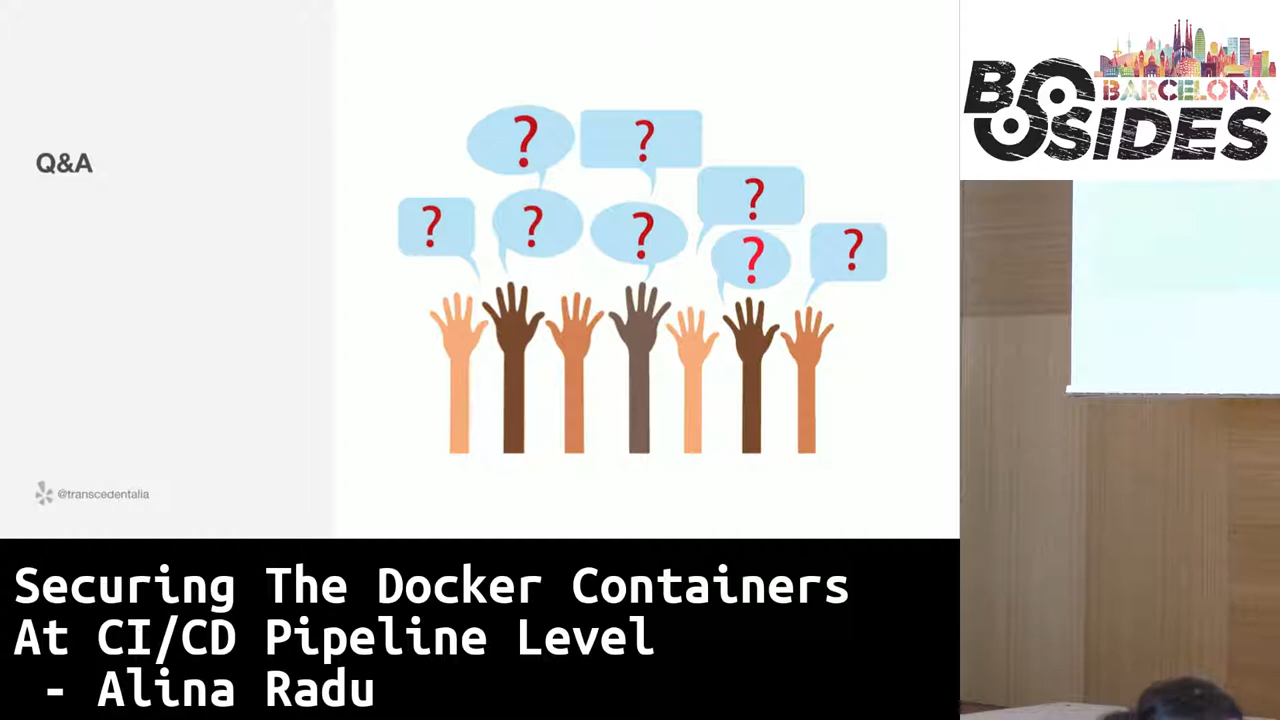 Q&A
?
?
?
?
?
?
?
?
@transcedentalia
BSIDES
BARCELONA
Securing The Docker Containers
At CI/CD Pipeline Level
- Alina Radu